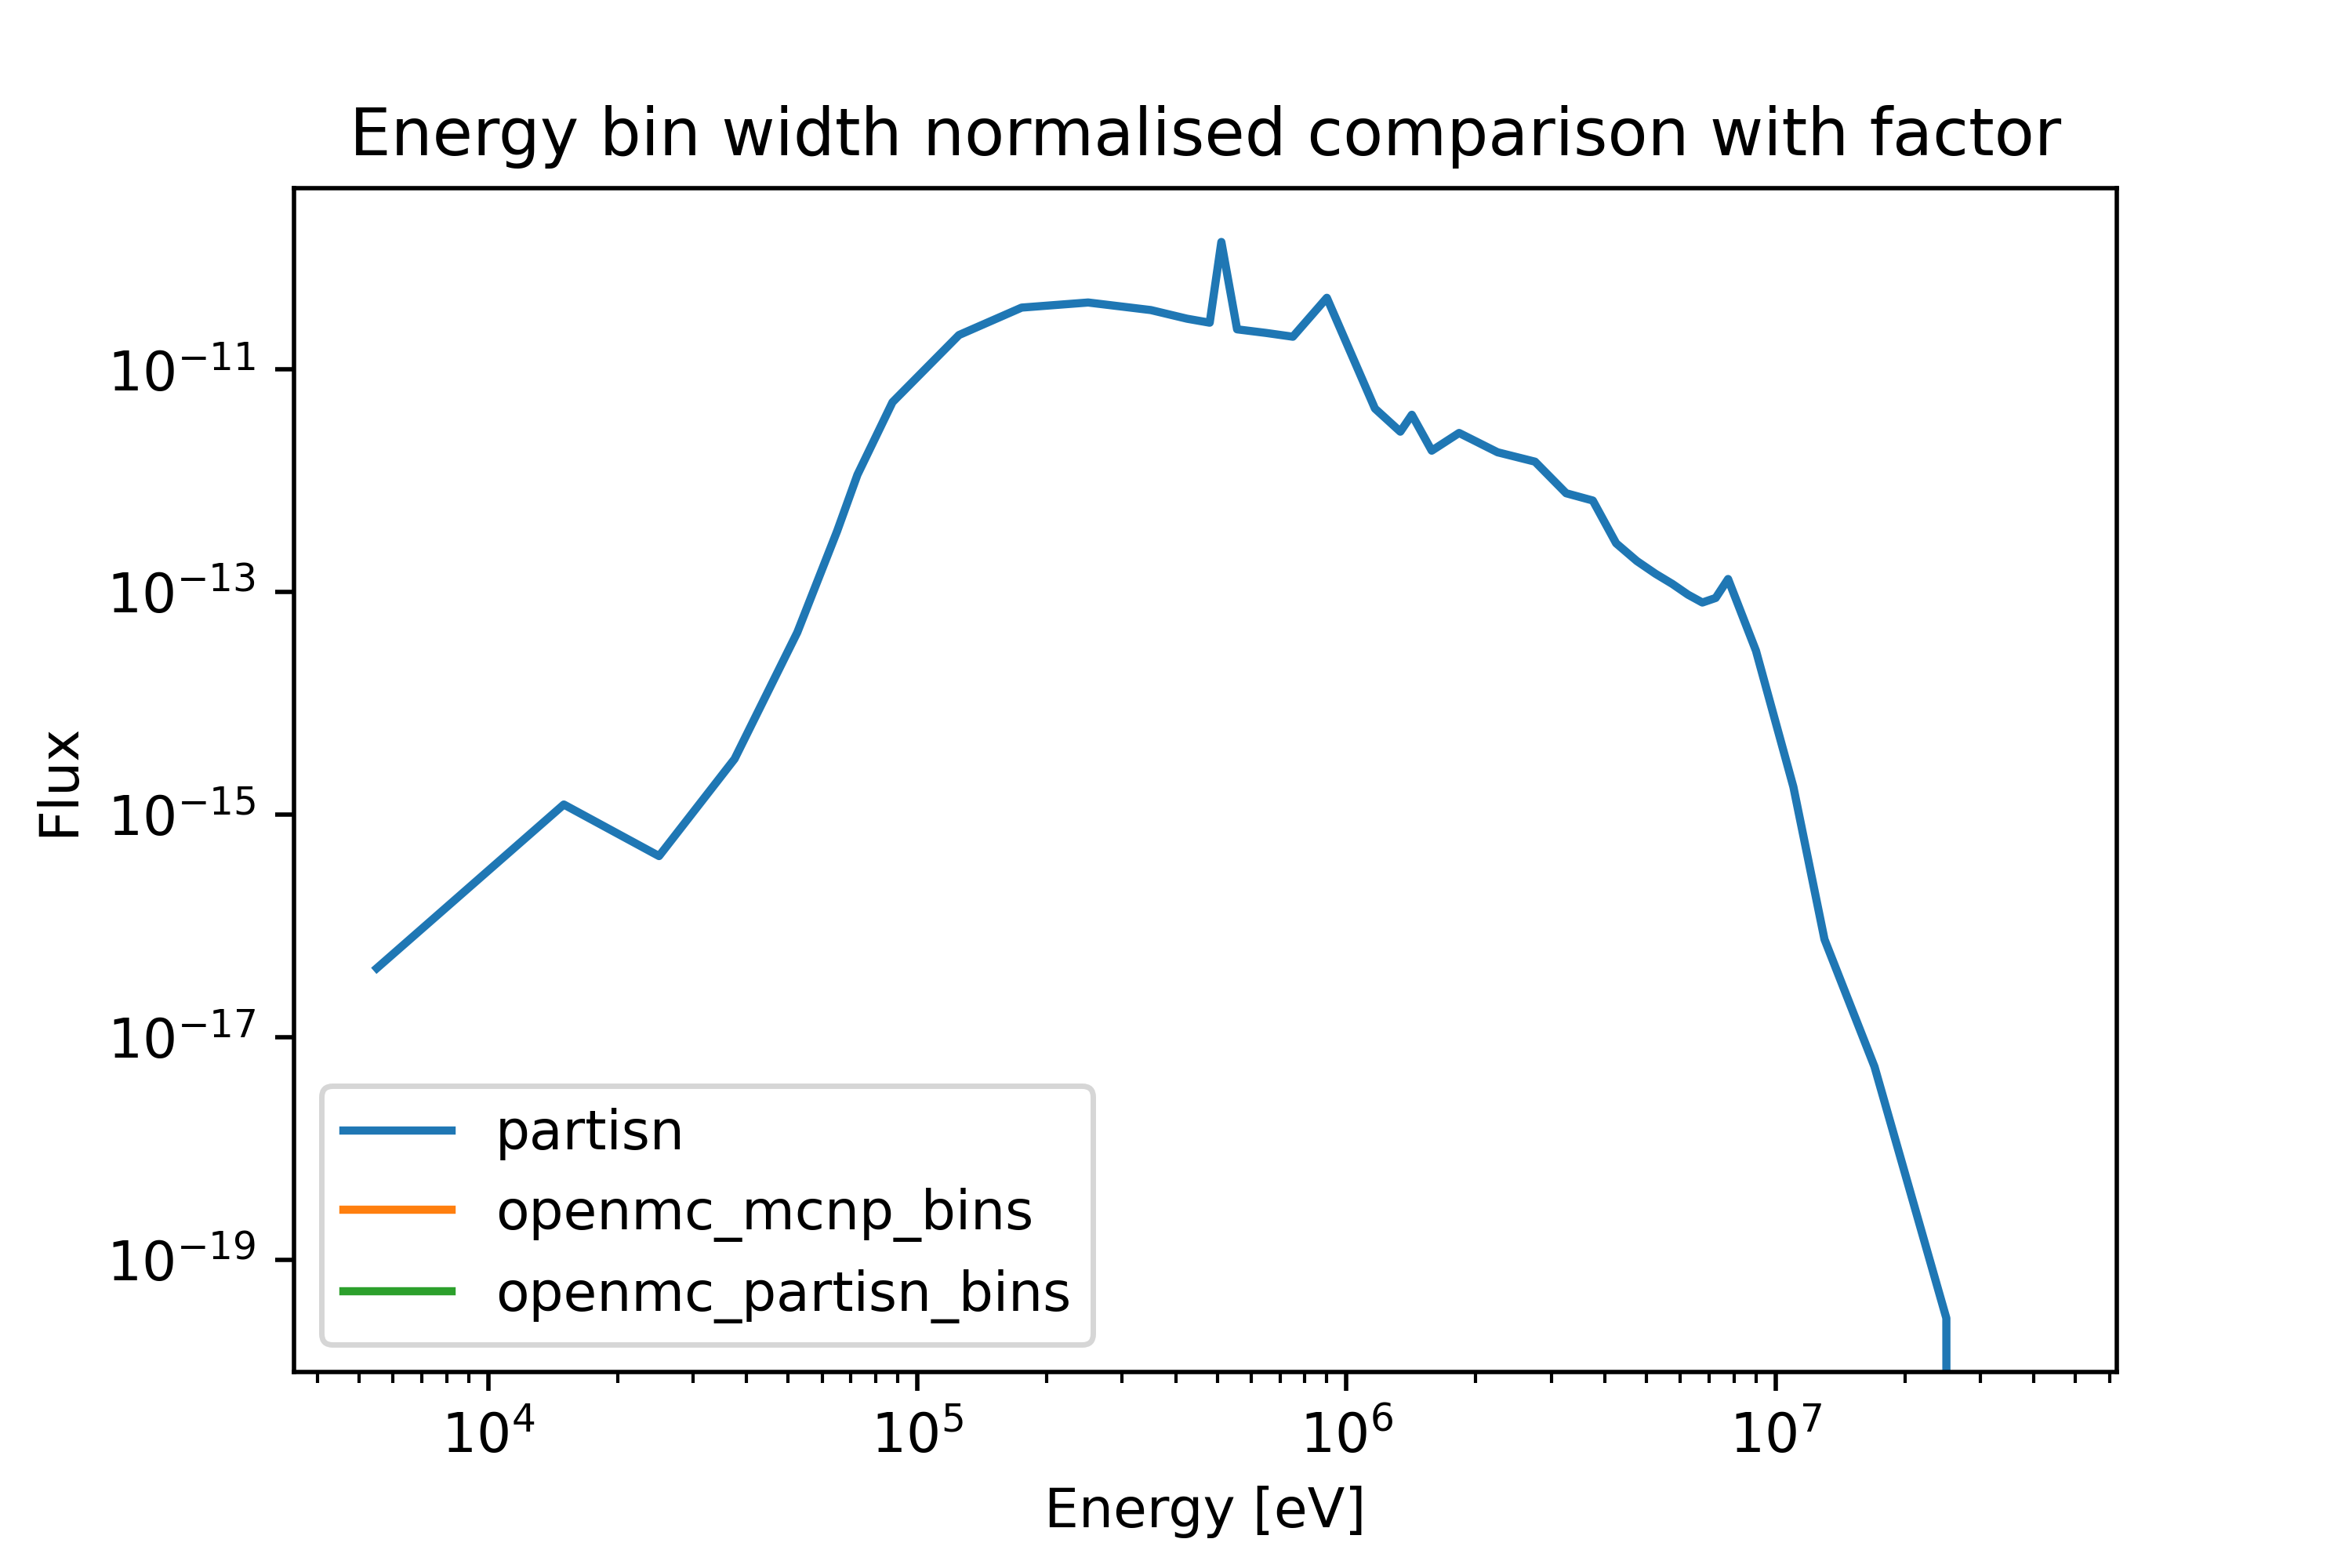 Energy bin width normalised comparison with factor
Flux
10⁻¹¹
10⁻¹³
10⁻¹⁵
10⁻¹⁷
10⁻¹⁹
partisn
openmc_mcnp_bins
openmc_partisn_bins
10⁴ 10⁵ 10⁶ 10⁷
Energy [eV]